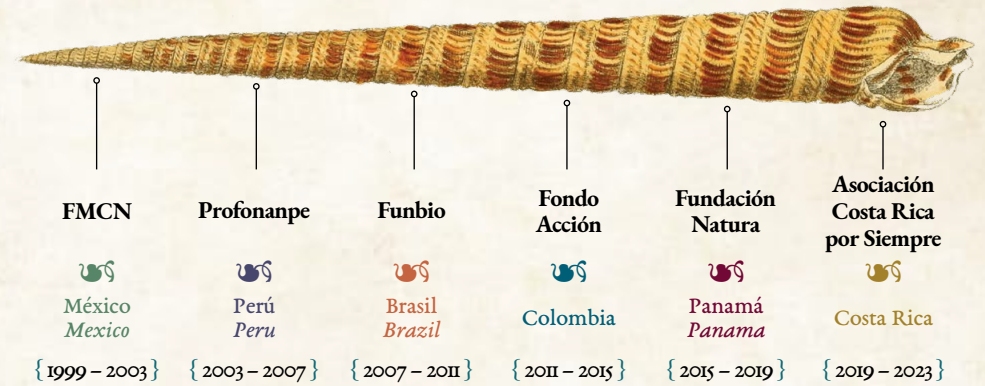 FMCN
México
Mexico
{ 1999 – 2003 }
Profonanpe
Perú
Peru
{ 2003 – 2007 }
Funbio
Brasil
Brazil
{ 2007 – 2011 }
Fondo
Acción
Colombia
{ 2011 – 2015 }
Fundación
Natura
Panamá
Panama
{ 2015 – 2019 }
Asociación
Costa Rica
por Siempre
Costa Rica
{ 2019 – 2023 }